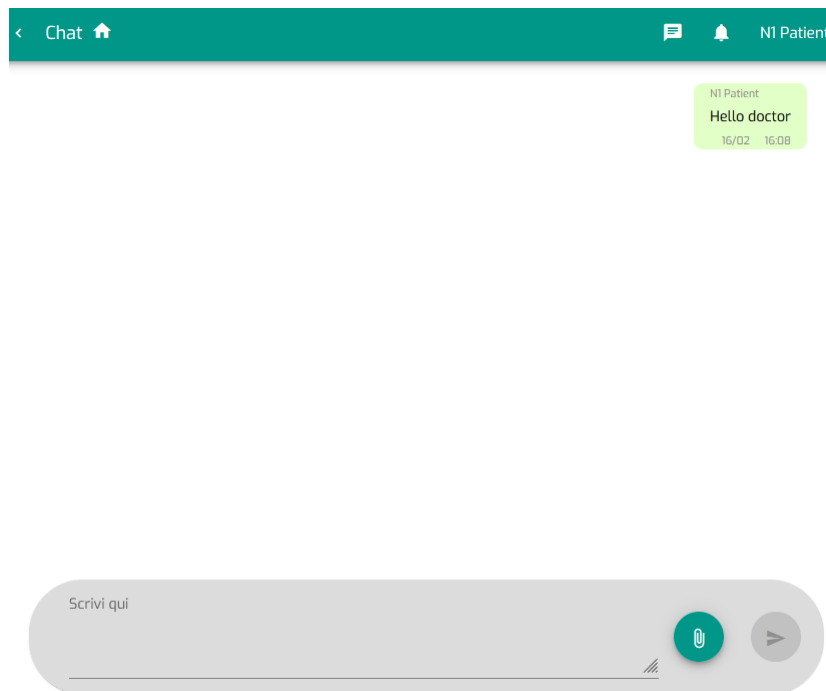 Chat
N1 Patient
N1 Patient
Hello doctor
16/02 16:08
Scrivi qui